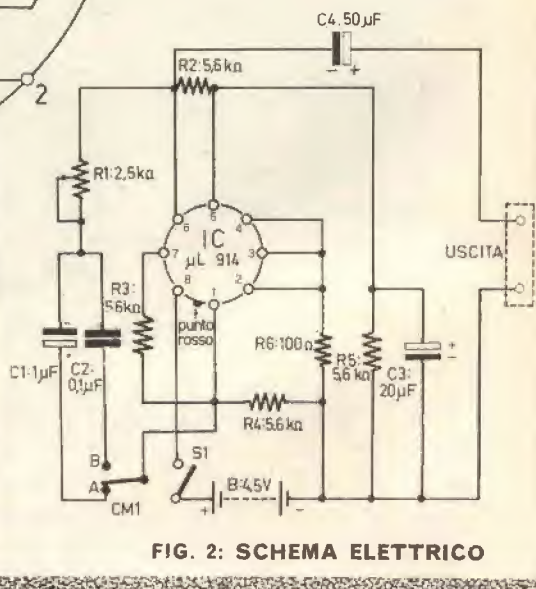 C4.50µF
- +
R2:5,6kΩ
2
R1:2,5kΩ
6
5
4
IC
µL 914
7
3
8
1
2
USCITA
R3:
56kΩ
punto
rosso
R6:100Ω
R5:
5,6kΩ
C3:
20µF
+
-
C1:1µF
C2:
0,1µF
R4:5.6kΩ
B
A
CM1
S1
B:4,5V
+
-
FIG. 2: SCHEMA ELETTRICO